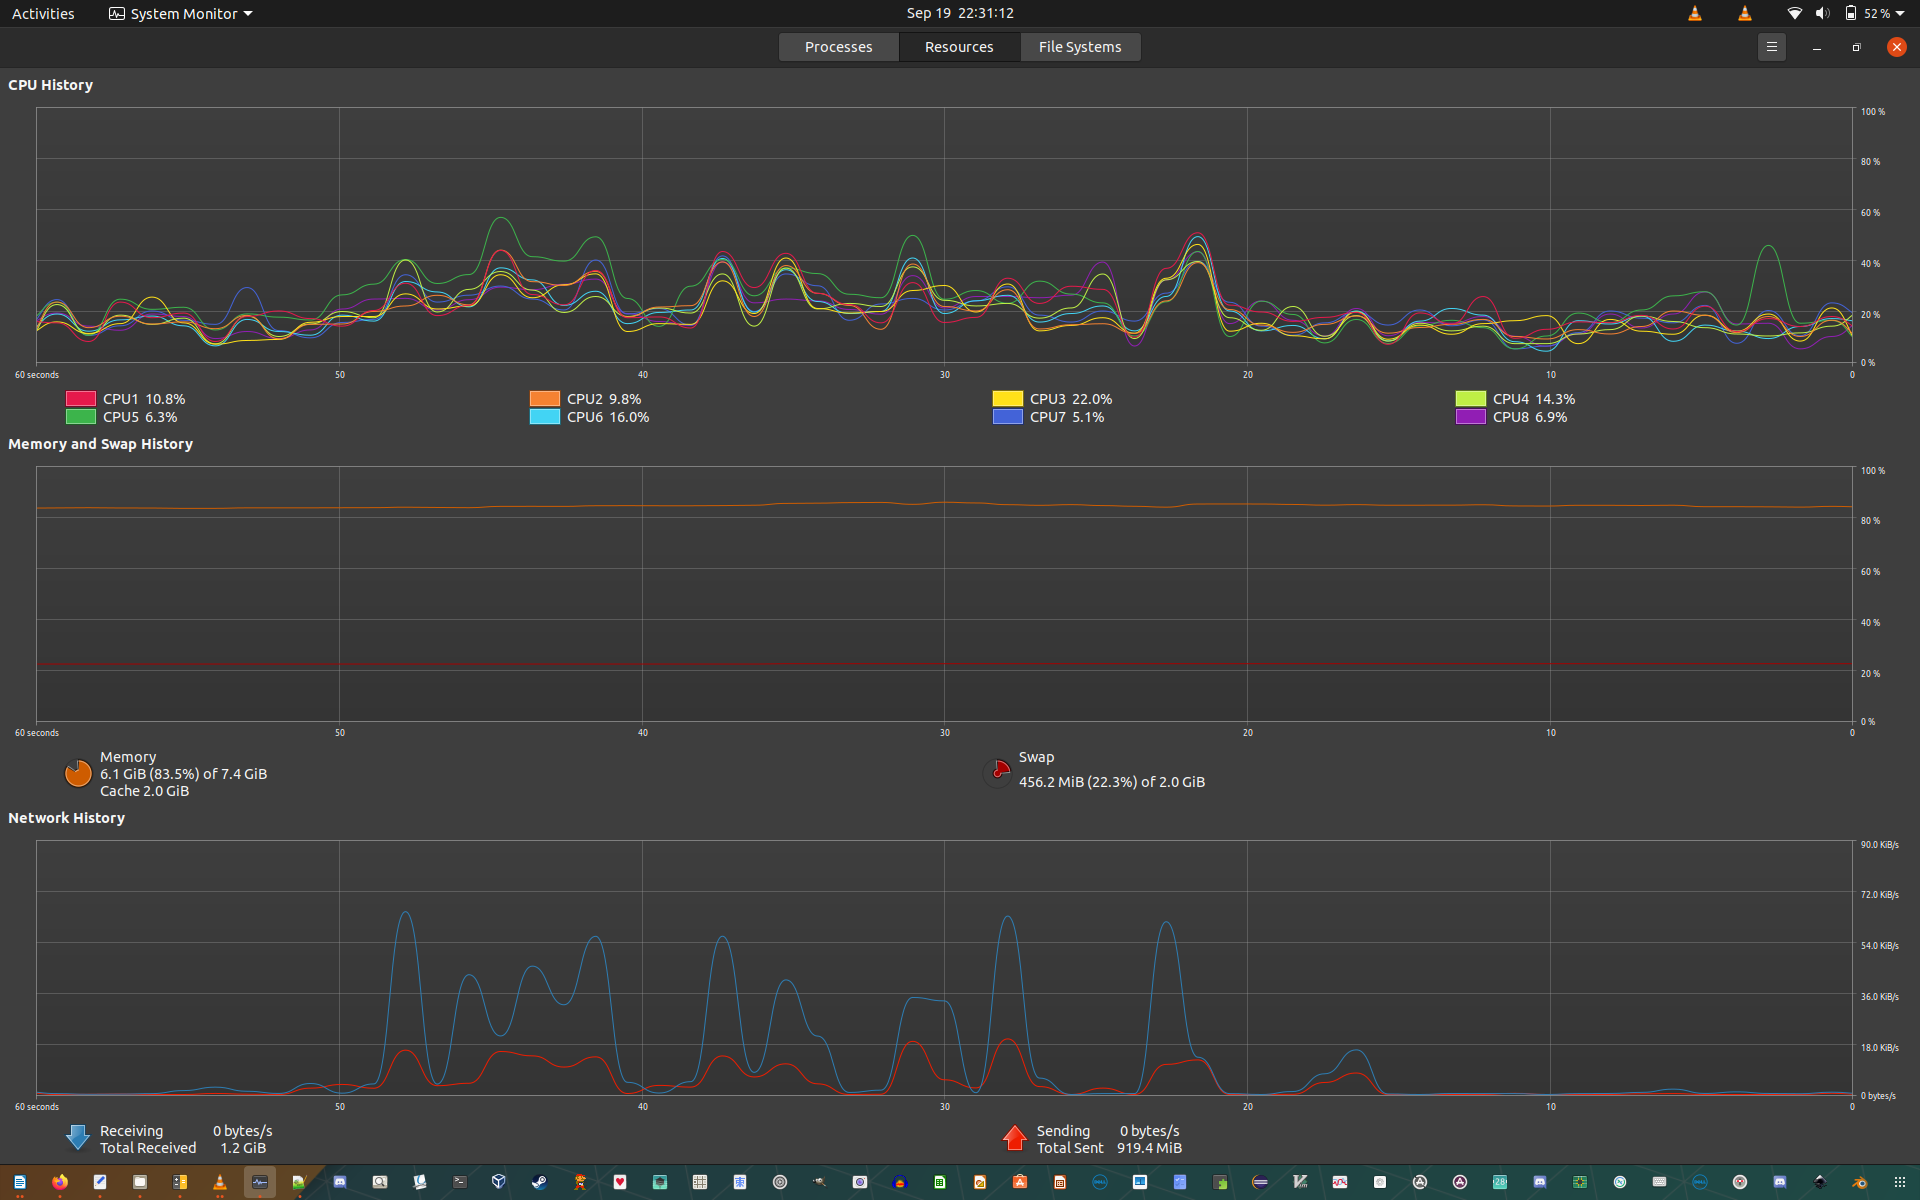 Activities System Monitor Sep 19 22:31:12 52 %
Processes Resources File Systems
CPU History
100 %
80 %
60 %
40 %
20 %
0 %
60 seconds 50 40 30 20 10 0
CPU1 10.8% CPU2 9.8% CPU3 22.0% CPU4 14.3%
CPU5 6.3% CPU6 16.0% CPU7 5.1% CPU8 6.9%
Memory and Swap History
100 %
80 %
60 %
40 %
20 %
0 %
60 seconds 50 40 30 20 10 0
Memory
6.1 GiB (83.5%) of 7.4 GiB
Cache 2.0 GiB
Swap
456.2 MiB (22.3%) of 2.0 GiB
Network History
90.0 KiB/s
72.0 KiB/s
54.0 KiB/s
36.0 KiB/s
18.0 KiB/s
0 bytes/s
60 seconds 50 40 30 20 10 0
Receiving 0 bytes/s
Total Received 1.2 GiB
Sending 0 bytes/s
Total Sent 919.4 MiB